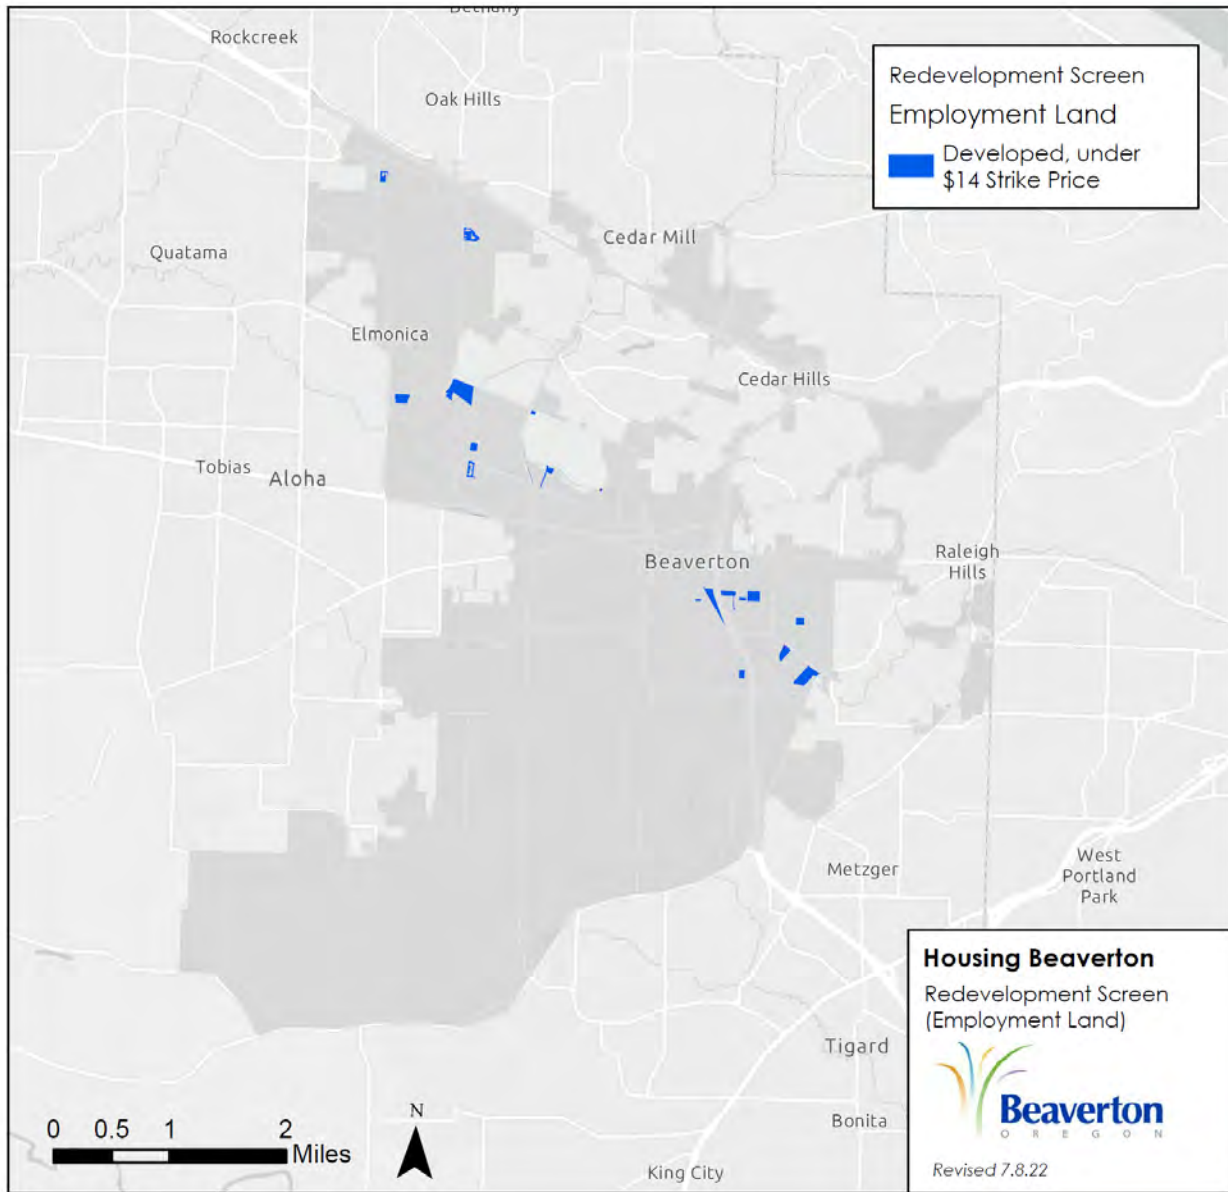 Bethany
Rockcreek
Oak Hills
Redevelopment Screen
Employment Land
Developed, under
$14 Strike Price
Quatama
Cedar Mill
Elmonica
Cedar Hills
Tobias
Aloha
Beaverton
Raleigh
Hills
Metzger
West
Portland
Park
Housing Beaverton
Redevelopment Screen
(Employment Land)
Tigard
Beaverton
OREGON
Bonita
King City
Revised 7.8.22
0 0.5 1 2
Miles
N